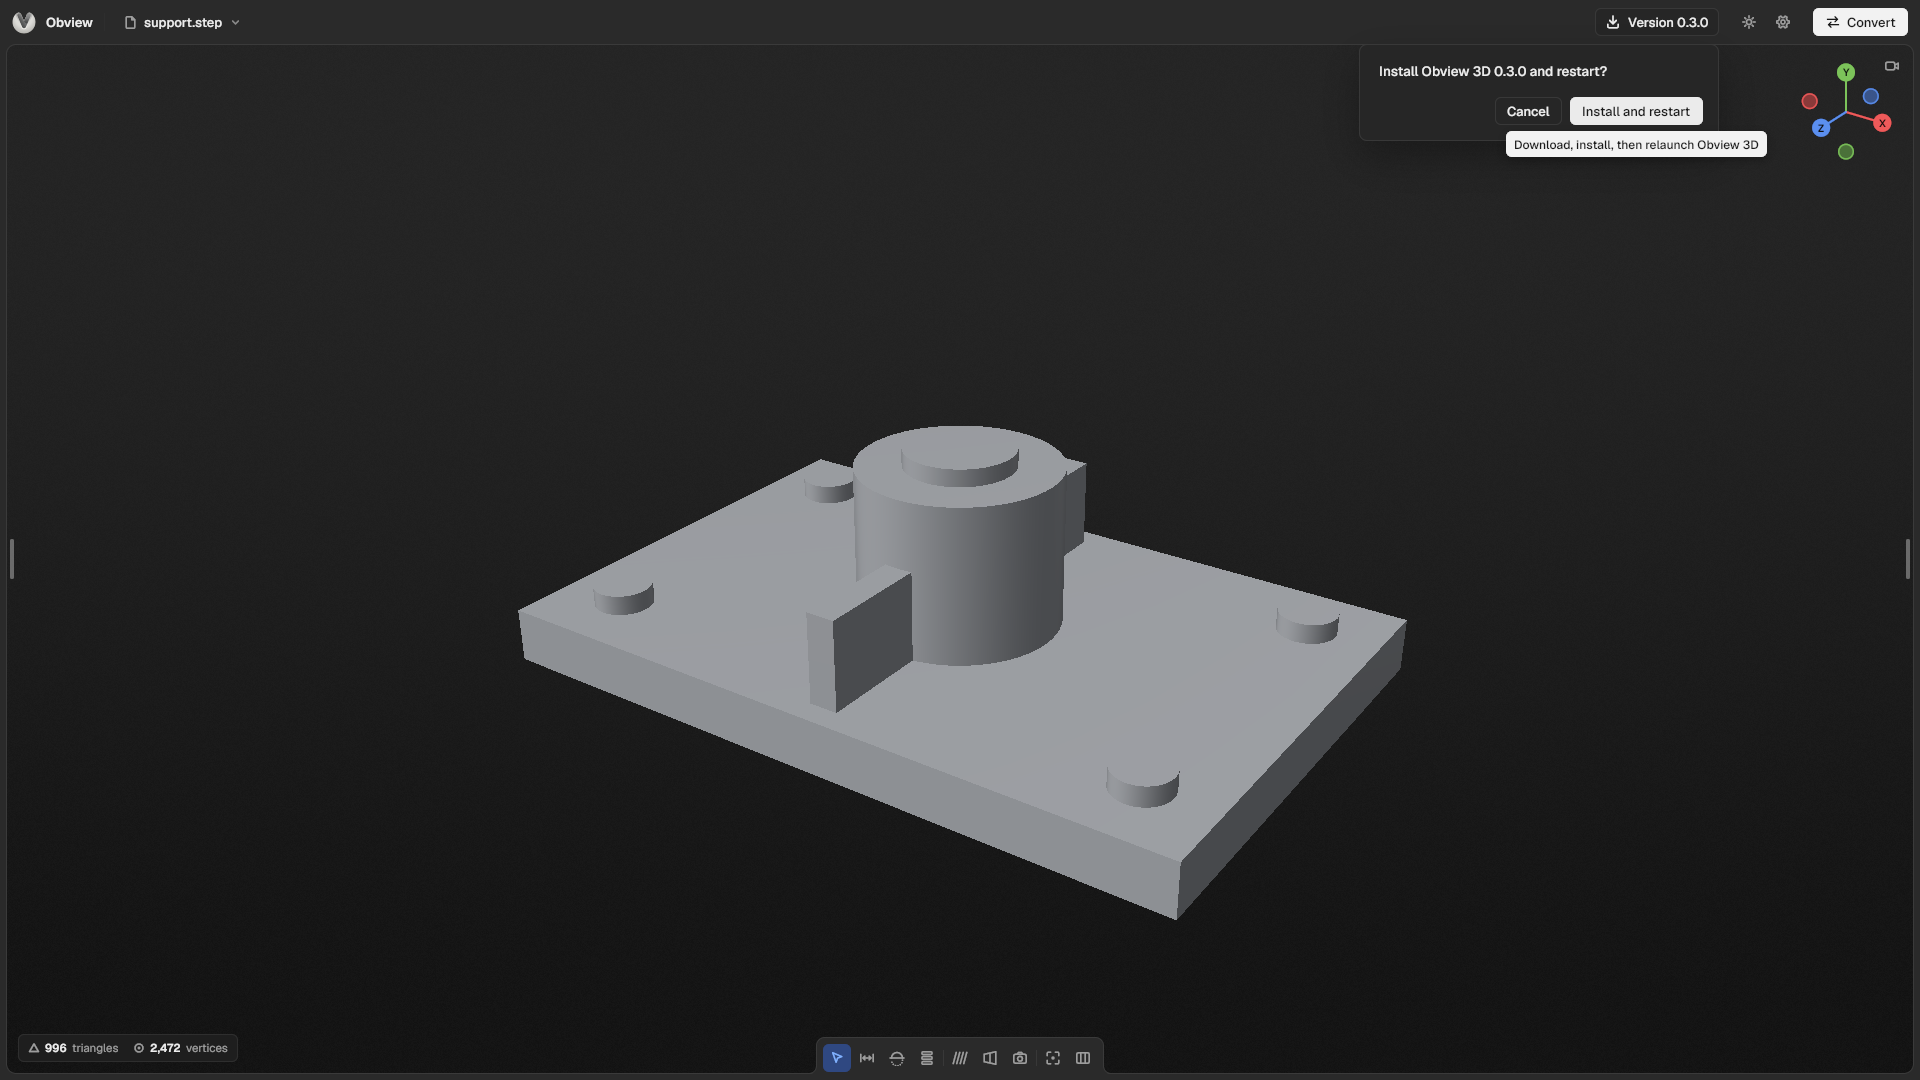 Obview
support.step
Version 0.3.0
Convert
Install Obview 3D 0.3.0 and restart?
Cancel
Install and restart
Download, install, then relaunch Obview 3D
Y
X
Z
996 triangles
2,472 vertices